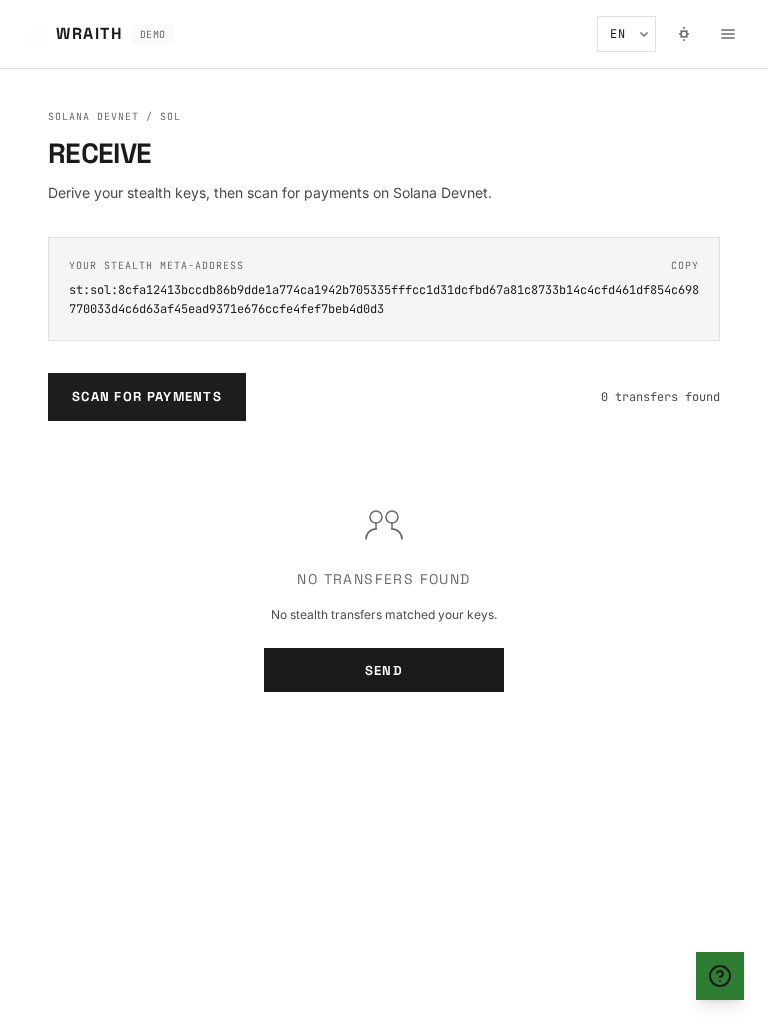 WRAITH DEMO EN
SOLANA DEVNET / SOL
RECEIVE
Derive your stealth keys, then scan for payments on Solana Devnet.
YOUR STEALTH META-ADDRESS COPY
st:sol:8cfa12413bccdb86b9dde1a774ca1942b705335fffcc1d31dcfbd67a81c8733b14c4cfd461df854c698
770033d4c6d63af45ead9371e676ccfe4fef7beb4d0d3
SCAN FOR PAYMENTS 0 transfers found
NO TRANSFERS FOUND
No stealth transfers matched your keys.
SEND